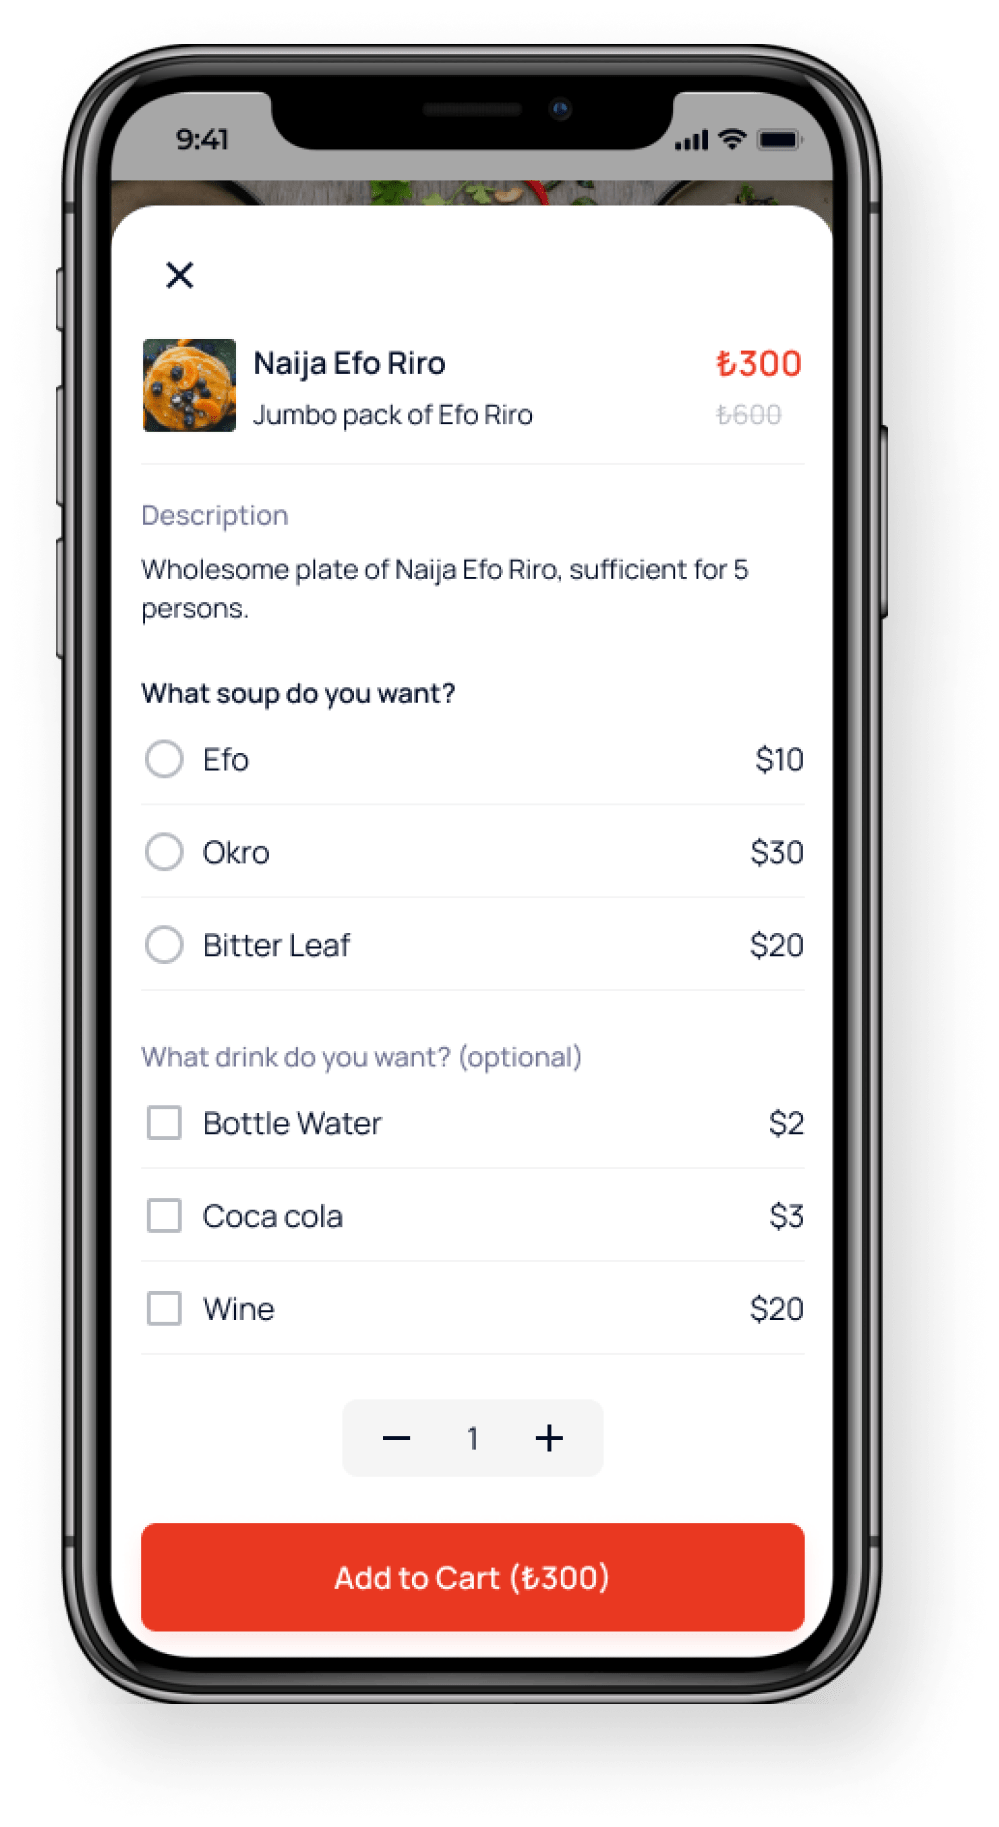 9:41
Naija Efo Riro
₺300
Jumbo pack of Efo Riro
₺600
Description
Wholesome plate of Naija Efo Riro, sufficient for 5
persons.
What soup do you want?
Efo
$10
Okro
$30
Bitter Leaf
$20
What drink do you want? (optional)
Bottle Water
$2
Coca cola
$3
Wine
$20
1
Add to Cart (₺300)